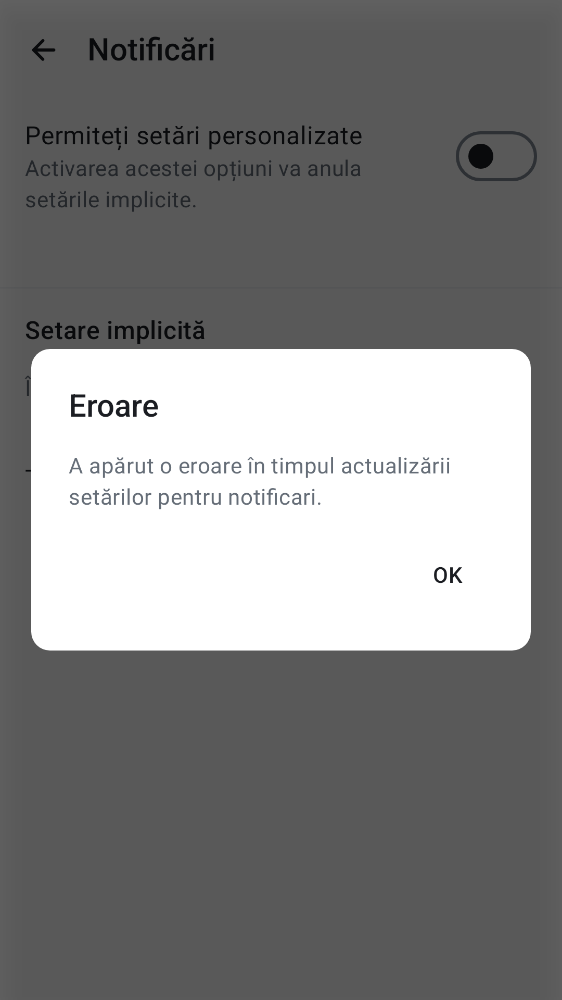 Notificări
Permiteți setări personalizate
Activarea acestei opțiuni va anula
setările implicite.
Setare implicită
Eroare
A apărut o eroare în timpul actualizării
setărilor pentru notificari.
OK